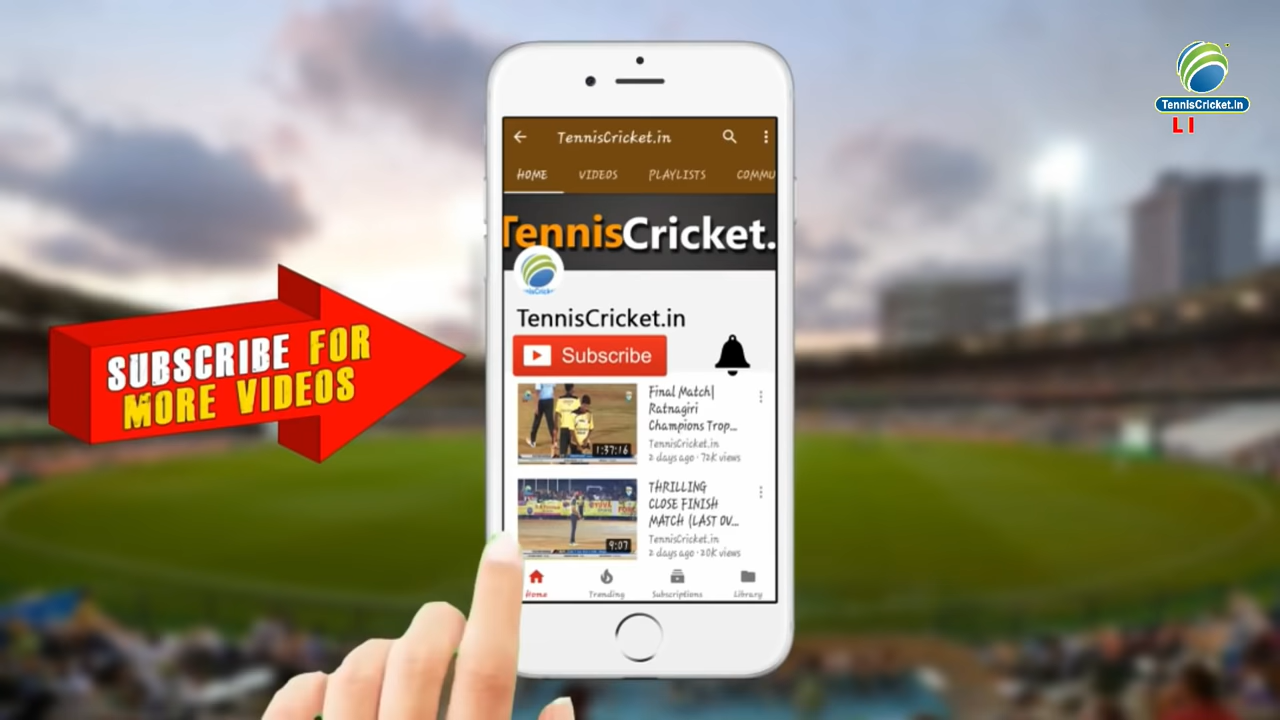 TennisCricket.in
LI
TennisCricket.in
HOME VIDEOS PLAYLISTS COMMU
TennisCricket.
TennisCricket.in
Subscribe
SUBSCRIBE FOR
MORE VIDEOS
Final Match|
Ratnagiri
Champions Trop...
TennisCricket.in
2 days ago · 72K views
1:37:16
THRILLING
CLOSE FINISH
MATCH (LAST OV...
TennisCricket.in
2 days ago · 20K views
9:07
Home Trending Subscriptions Library